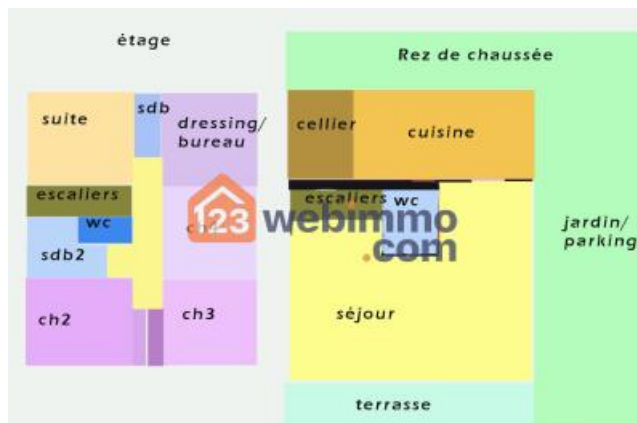 étage
Rez de chaussée
suite
sdb
dressing/
bureau
cellier
cuisine
escaliers
wc
escaliers
wc
123 webimmo
.com
jardin/
parking
sdb2
ch2
ch3
séjour
terrasse